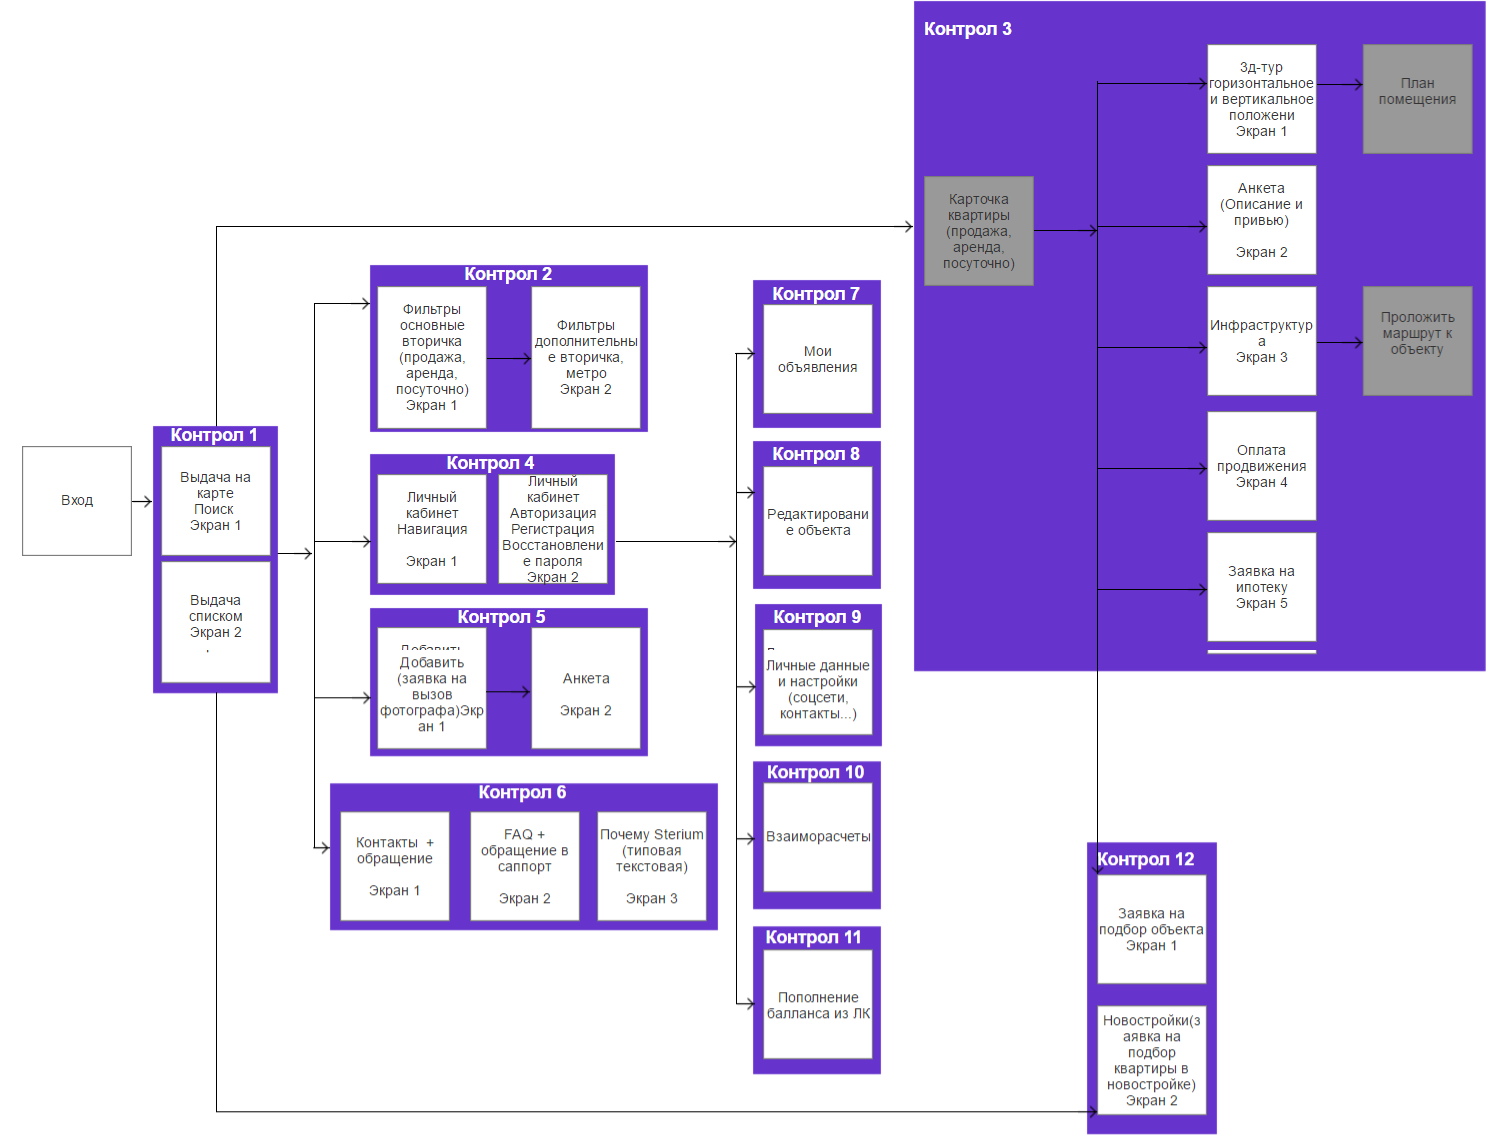 Вход
Контрол 1
Выдача на
карте
Поиск
Экран 1
Выдача
списком
Экран 2
Контрол 2
Фильтры
основные
вторичка
(продажа,
аренда,
посуточно)
Экран 1
Фильтры
дополнительны
е вторичка,
метро
Экран 2
Контрол 4
Личный
кабинет
Навигация
Экран 1
Личный
кабинет
Авторизация
Регистрация
Восстановлени
е пароля
Экран 2
Контрол 5
Добавить
(заявка на
вызов
фотографа)Экр
ан 1
Анкета
Экран 2
Контрол 6
Контакты +
обращение
Экран 1
FAQ +
обращение в
саппорт
Экран 2
Почему Sterium
(типовая
текстовая)
Экран 3
Контрол 7
Мои
объявления
Контрол 8
Редактировани
е объекта
Контрол 9
Личные данные
и настройки
(соцсети,
контакты...)
Контрол 10
Взаиморасчеты
Контрол 11
Пополнение
балланса из ЛК
Контрол 3
Карточка
квартиры
(продажа,
аренда,
посуточно)
3д-тур
горизонтальное
и вертикальное
положени
Экран 1
План
помещения
Анкета
(Описание и
привью)
Экран 2
Инфраструктур
а
Экран 3
Проложить
маршрут к
объекту
Оплата
продвижения
Экран 4
Заявка на
ипотеку
Экран 5
Контрол 12
Заявка на
подбор объекта
Экран 1
Новостройки(з
аявка на
подбор
квартиры в
новостройке)
Экран 2